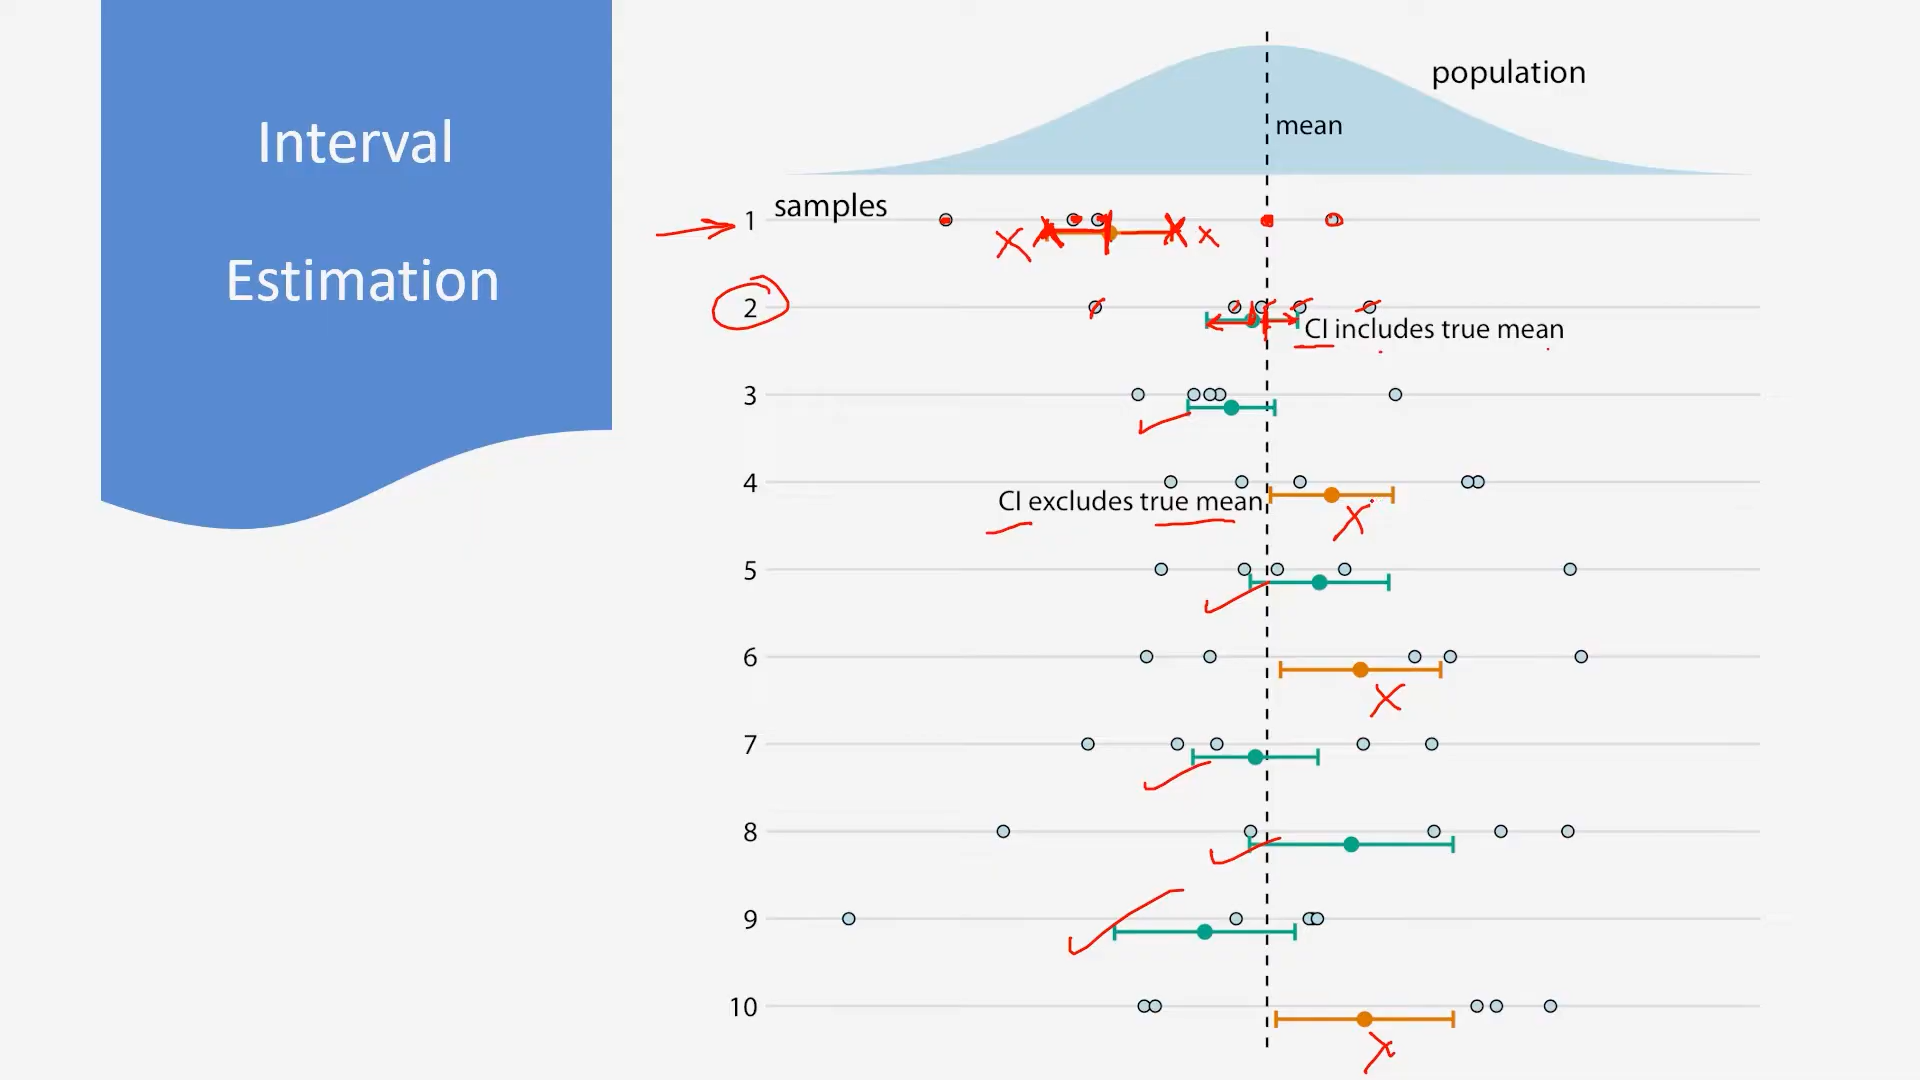 Interval
Estimation
population
mean
samples
1
2
CI includes true mean
3
4
CI excludes true mean
5
6
7
8
9
10